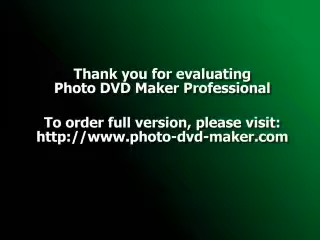 Thank you for evaluating
Photo DVD Maker Professional
To order full version, please visit:
http://www.photo-dvd-maker.com